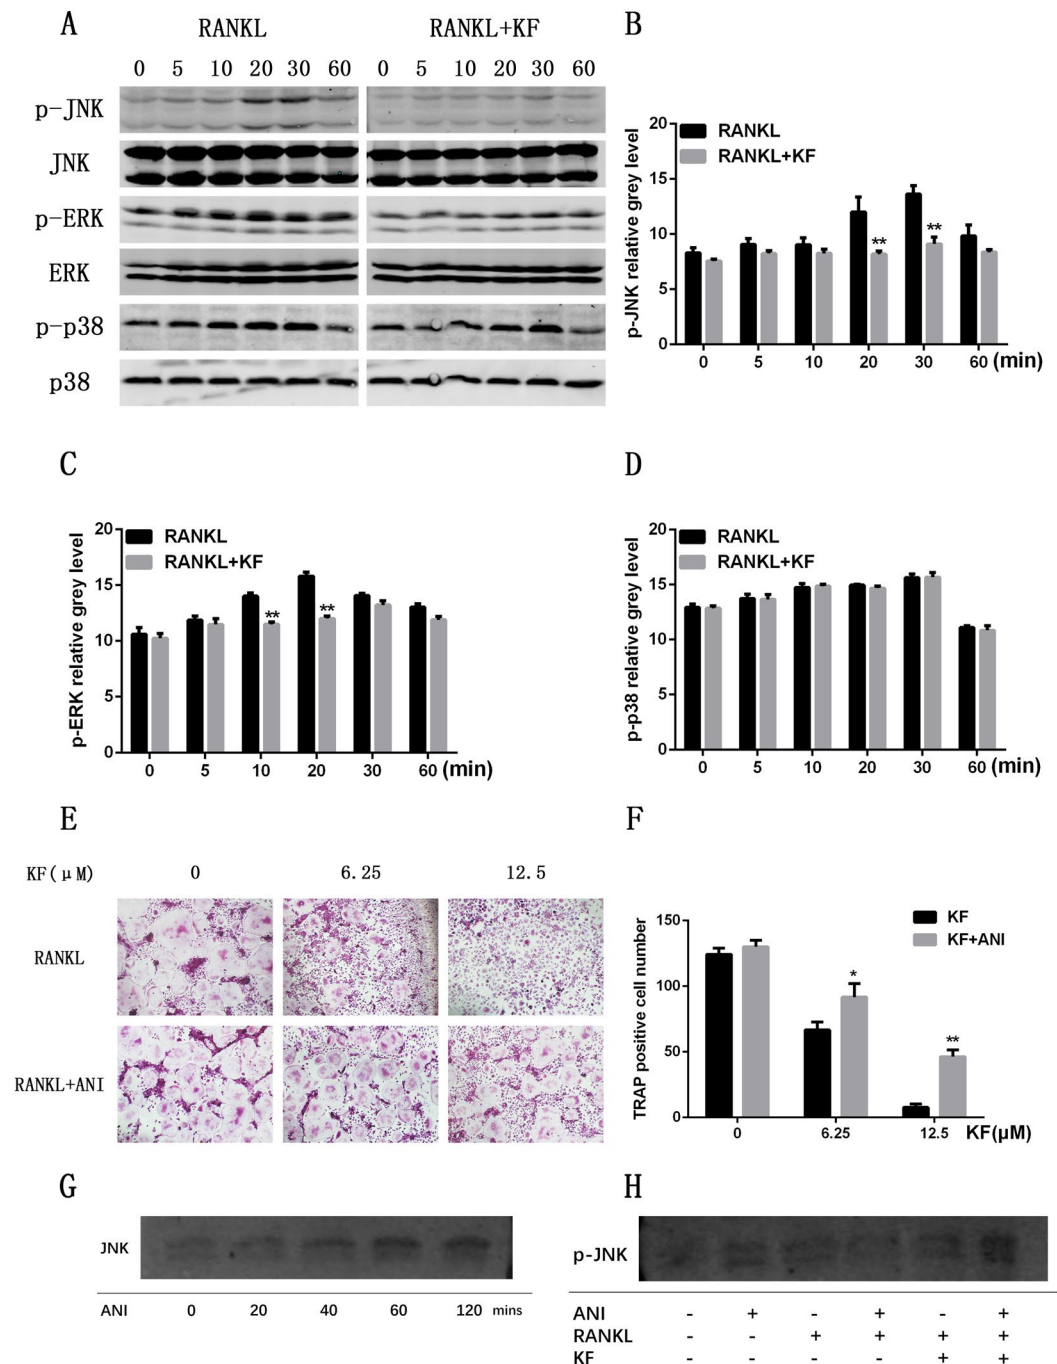 A
RANKL RANKL+KF
0 5 10 20 30 60 0 5 10 20 30 60
p-JNK
JNK
p-ERK
ERK
p-p38
p38
B
p-JNK relative grey level
20
15
10
5
0
RANKL
RANKL+KF
** **
0 5 10 20 30 60 (min)
C
p-ERK relative grey level
20
15
10
5
0
RANKL
RANKL+KF
** **
0 5 10 20 30 60 (min)
D
p-p38 relative grey level
20
15
10
5
0
RANKL
RANKL+KF
0 5 10 20 30 60 (min)
E
KF(μM) 0 6.25 12.5
RANKL
RANKL+ANI
F
TRAP positive cell number
150
100
50
0
KF
KF+ANI
* **
0 6.25 12.5 KF(μM)
G
JNK
ANI 0 20 40 60 120 mins
H
p-JNK
ANI - + - + - +
RANKL - - + + + +
KF - - - - + +